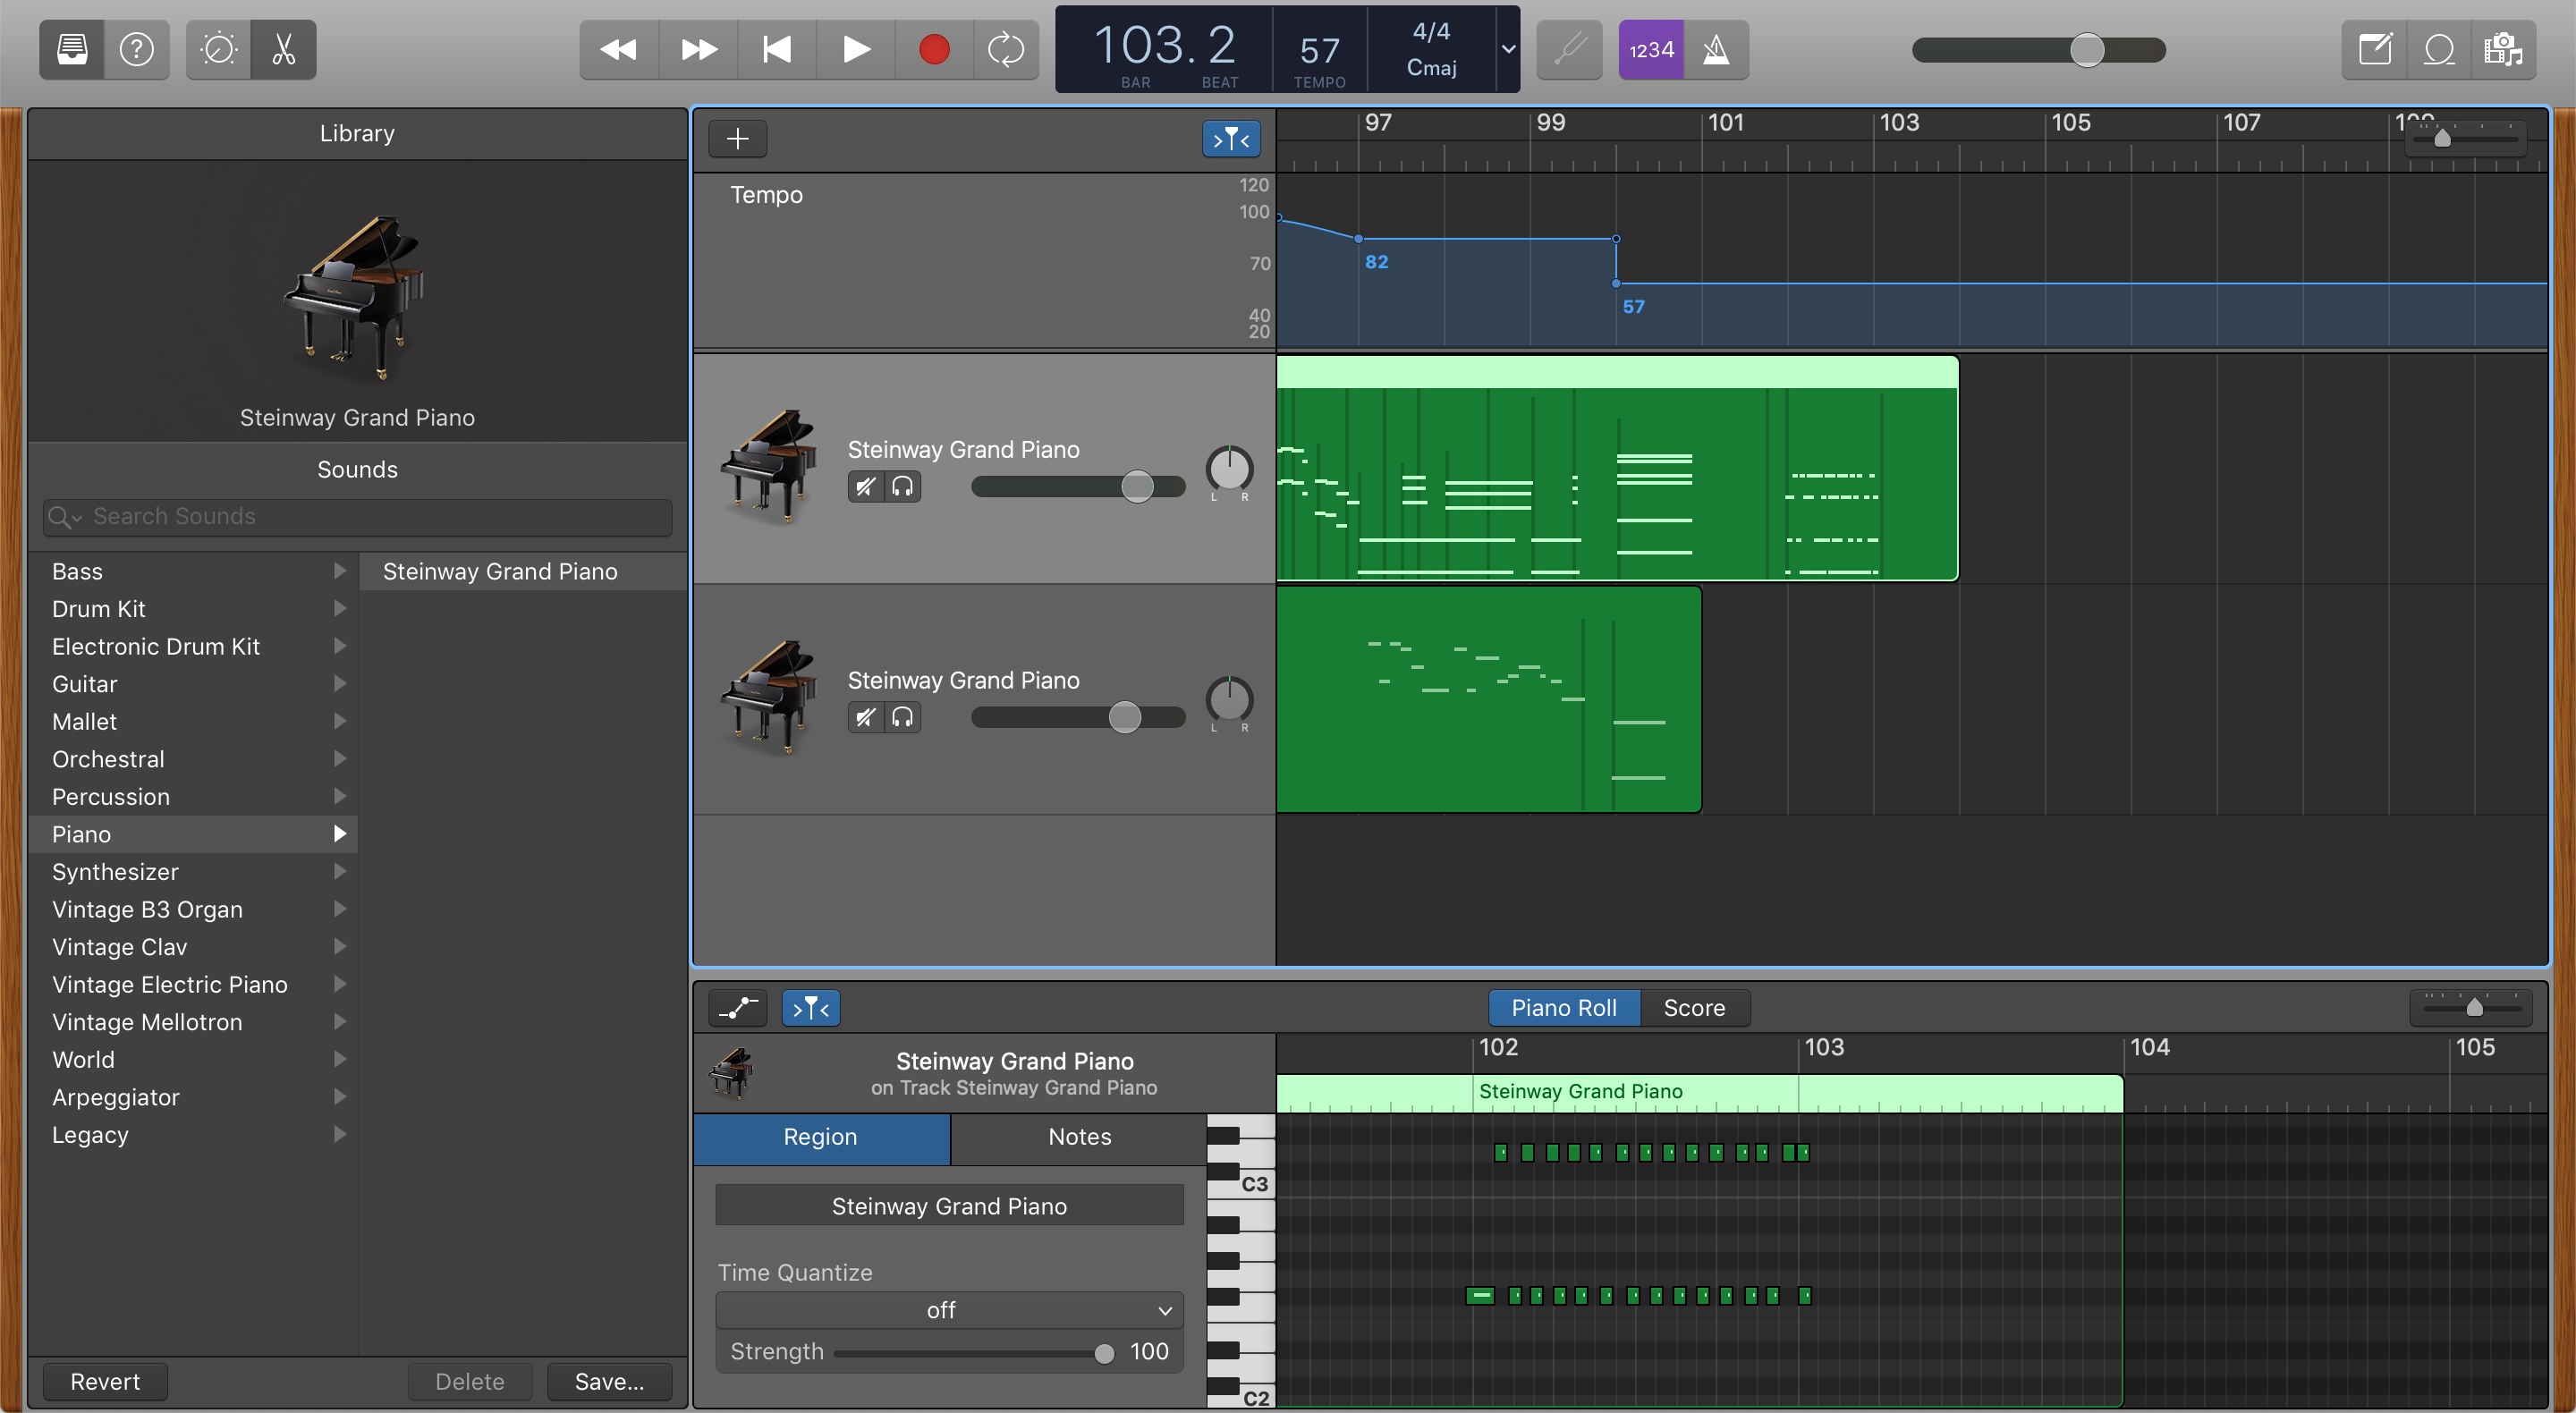 103. 2
57
4/4
Cmaj
BAR
BEAT
TEMPO
1234
Library
Steinway Grand Piano
Sounds
Search Sounds
Bass
Drum Kit
Electronic Drum Kit
Guitar
Mallet
Orchestral
Percussion
Piano
Synthesizer
Vintage B3 Organ
Vintage Clav
Vintage Electric Piano
Vintage Mellotron
World
Arpeggiator
Legacy
Steinway Grand Piano
Revert
Delete
Save...
97
99
101
103
105
107
Tempo
120
100
70
40
20
82
57
Steinway Grand Piano
L R
Steinway Grand Piano
L R
Piano Roll
Score
Steinway Grand Piano
on Track Steinway Grand Piano
102
103
104
105
Steinway Grand Piano
Region
Notes
Steinway Grand Piano
Time Quantize
off
Strength
100
C3
C2